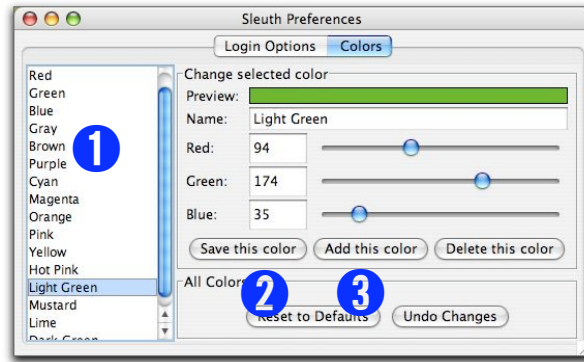 Sleuth Preferences
Login Options Colors
Red
Green
Blue
Gray
Brown
Purple
Cyan
Magenta
Orange
Pink
Yellow
Hot Pink
Light Green
Mustard
Lime
Dark Green
1
Change selected color
Preview:
Name: Light Green
Red: 94
Green: 174
Blue: 35
Save this color Add this color Delete this color
All Colors
2 3
Reset to Defaults Undo Changes